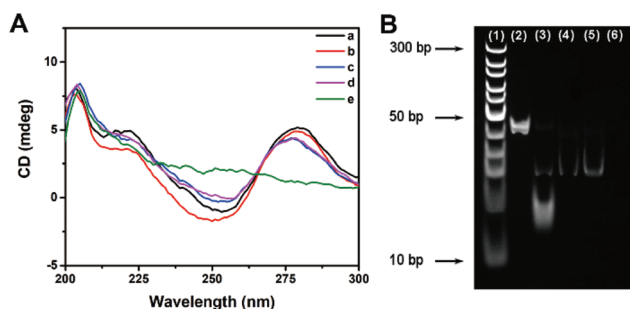 A
CD (mdeg)
10
5
0
-5
200
225
250
275
300
Wavelength (nm)
a
b
c
d
e
B
(1) (2) (3) (4) (5) (6)
300 bp
50 bp
10 bp